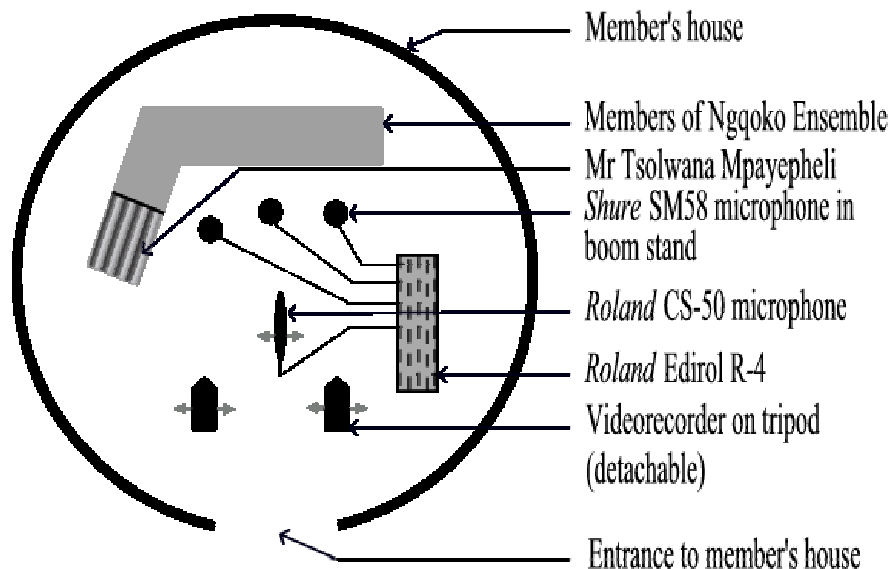 Member's house
Members of Ngqoko Ensemble
Mr Tsolwana Mpayepheli
Shure SM58 microphone in
boom stand
Roland CS-50 microphone
Roland Edirol R-4
Videorecorder on tripod
(detachable)
Entrance to member's house